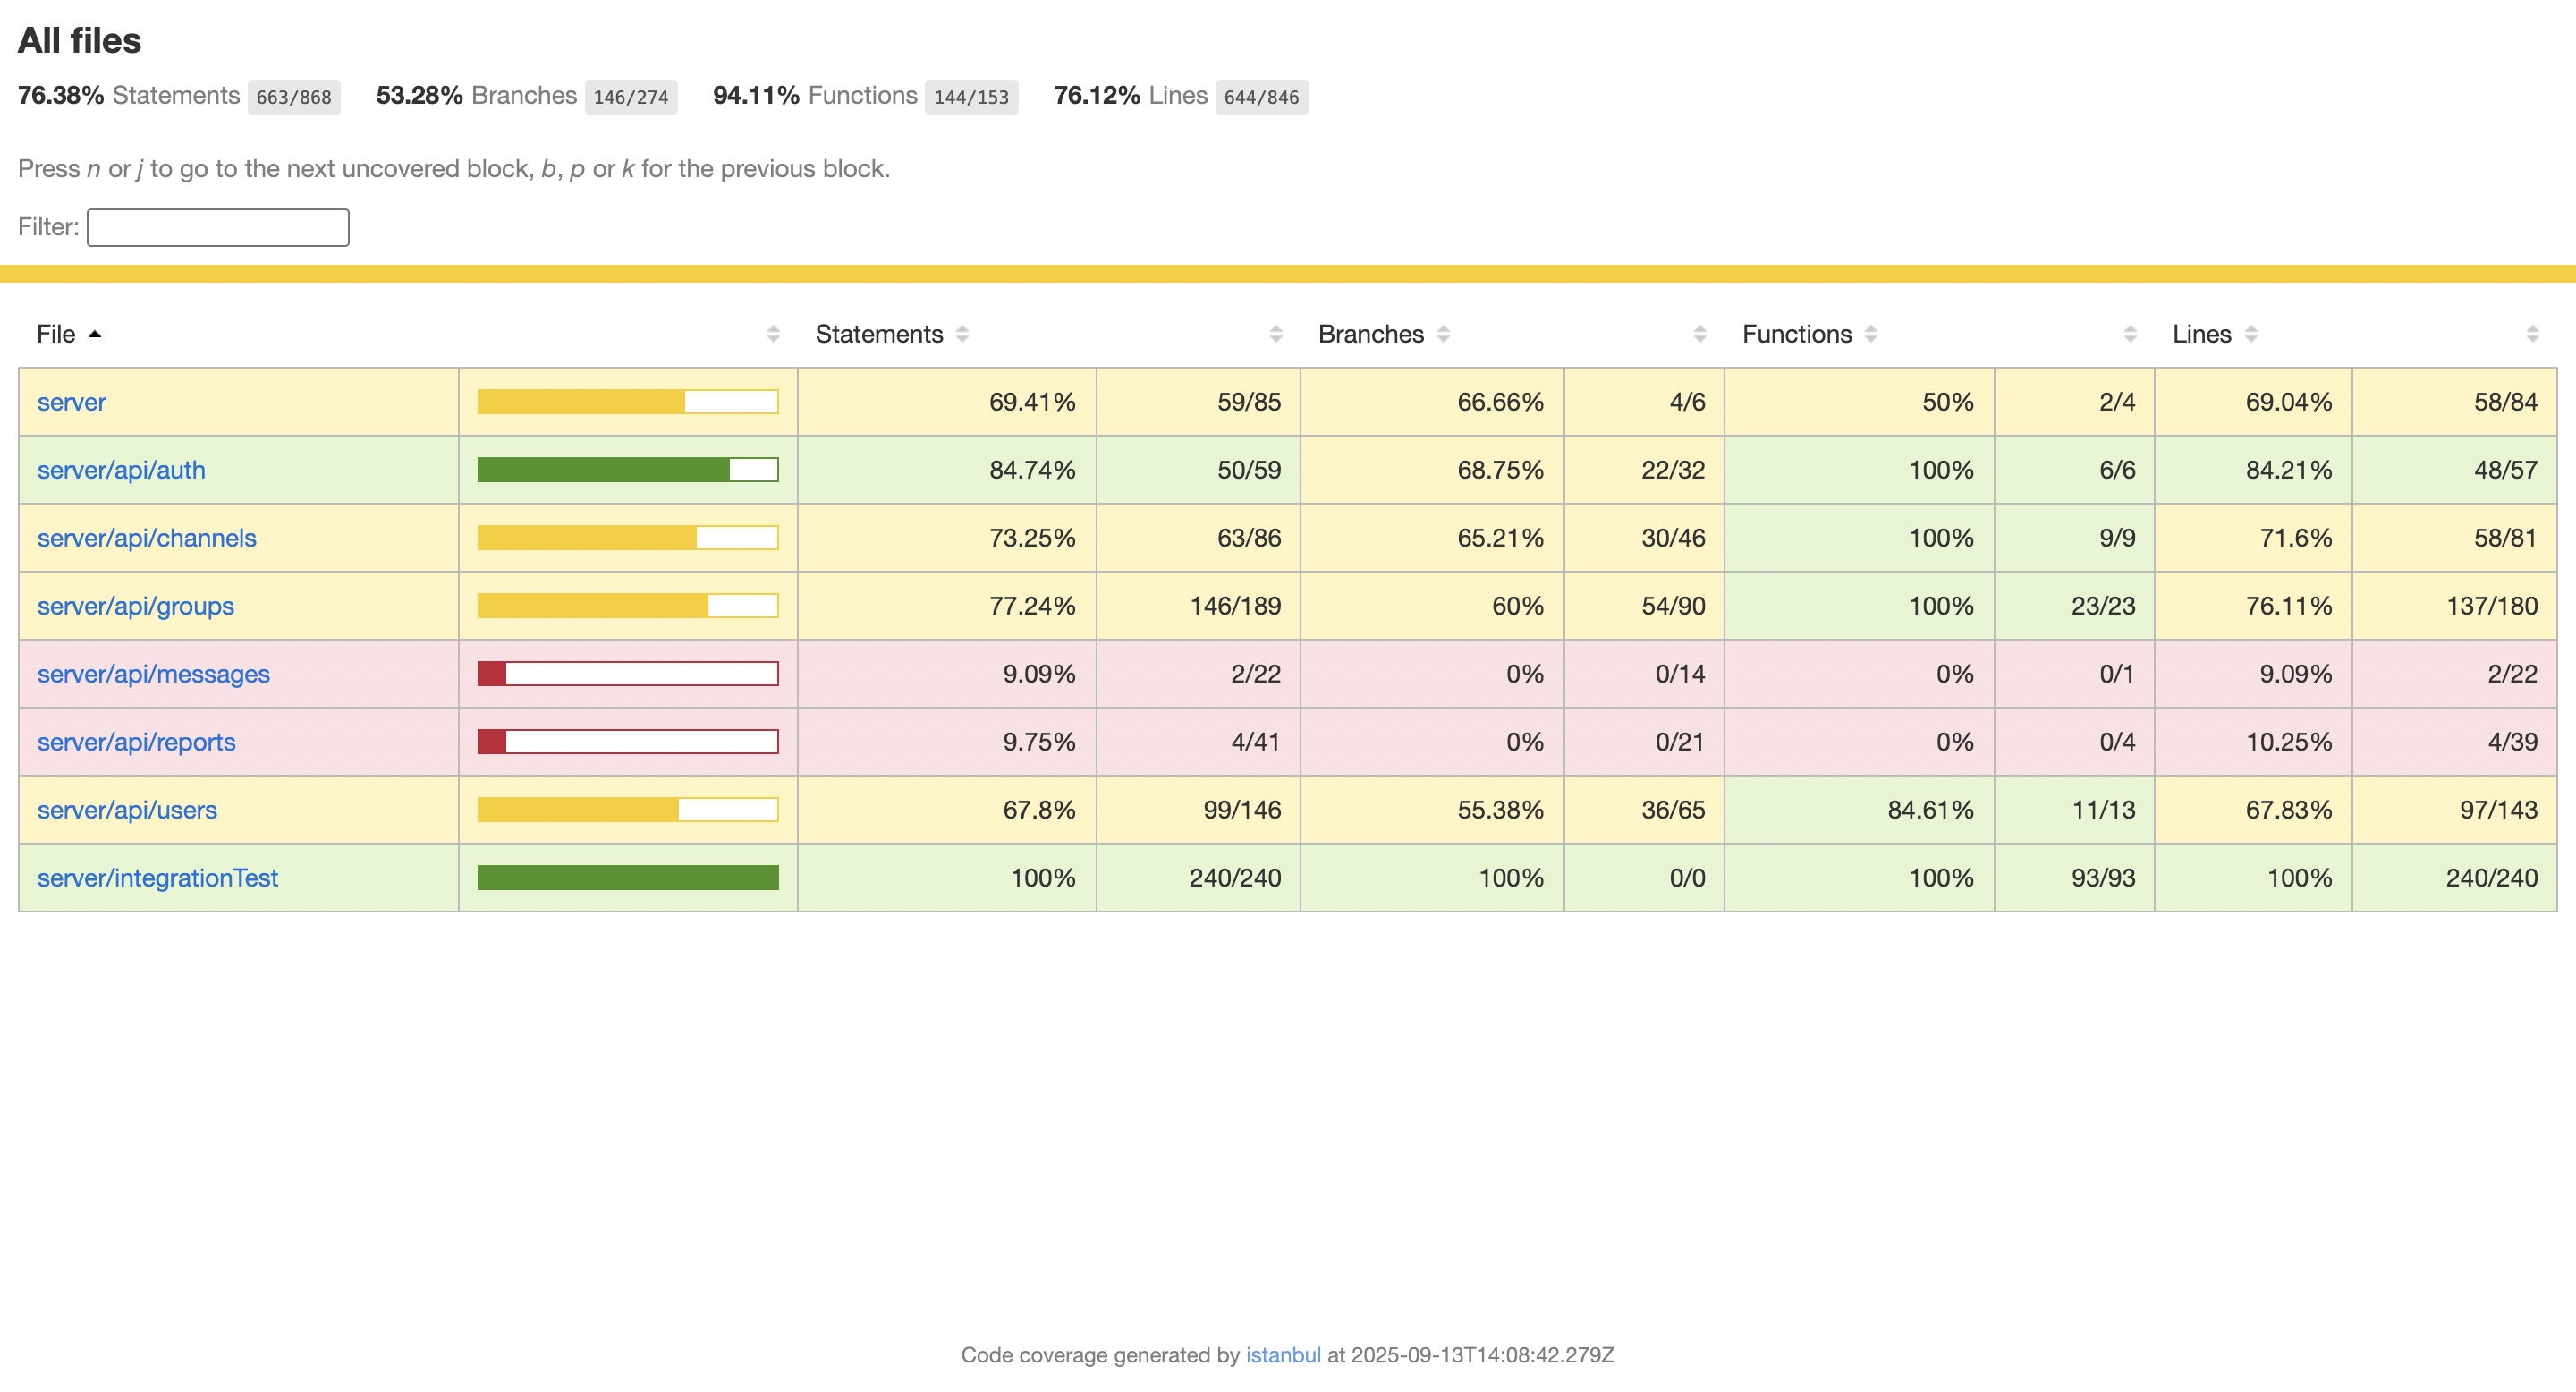 All files
76.38% Statements 663/868 53.28% Branches 146/274 94.11% Functions 144/153 76.12% Lines 644/846
Press n or j to go to the next uncovered block, b, p or k for the previous block.
Filter:
File Statements Branches Functions Lines
server 69.41% 59/85 66.66% 4/6 50% 2/4 69.04% 58/84
server/api/auth 84.74% 50/59 68.75% 22/32 100% 6/6 84.21% 48/57
server/api/channels 73.25% 63/86 65.21% 30/46 100% 9/9 71.6% 58/81
server/api/groups 77.24% 146/189 60% 54/90 100% 23/23 76.11% 137/180
server/api/messages 9.09% 2/22 0% 0/14 0% 0/1 9.09% 2/22
server/api/reports 9.75% 4/41 0% 0/21 0% 0/4 10.25% 4/39
server/api/users 67.8% 99/146 55.38% 36/65 84.61% 11/13 67.83% 97/143
server/integrationTest 100% 240/240 100% 0/0 100% 93/93 100% 240/240
Code coverage generated by istanbul at 2025-09-13T14:08:42.279Z